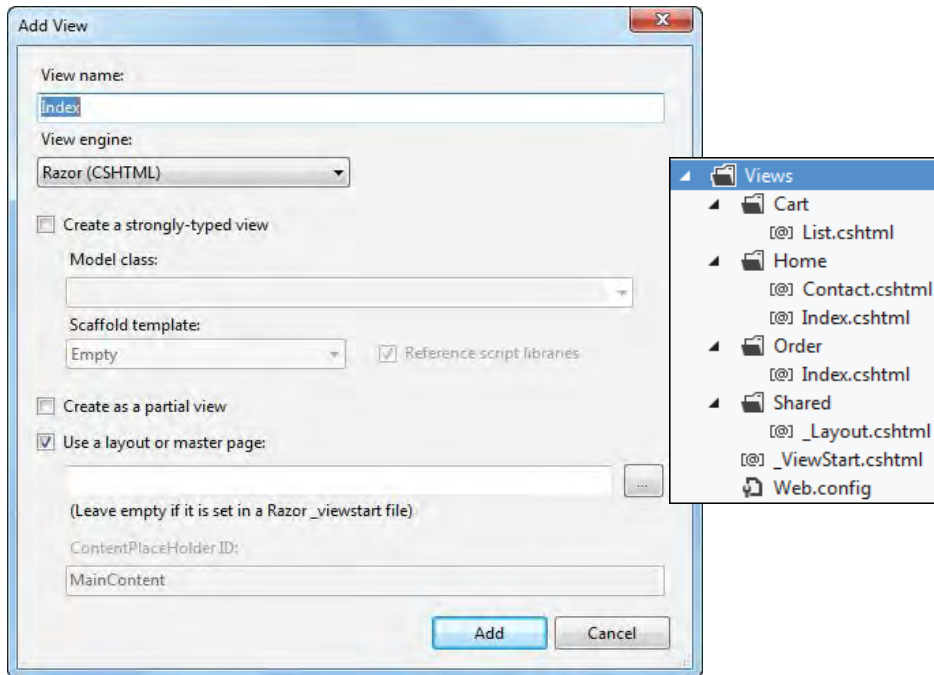 Add View
View name:
Index
View engine:
Razor (CSHTML)
Create a strongly-typed view
Model class:
Scaffold template:
Empty
Reference script libraries
Create as a partial view
Use a layout or master page:
...
(Leave empty if it is set in a Razor _viewstart file)
ContentPlaceHolder ID:
MainContent
Add
Cancel
Views
Cart
[@] List.cshtml
Home
[@] Contact.cshtml
[@] Index.cshtml
Order
[@] Index.cshtml
Shared
[@] _Layout.cshtml
[@] _ViewStart.cshtml
Web.config